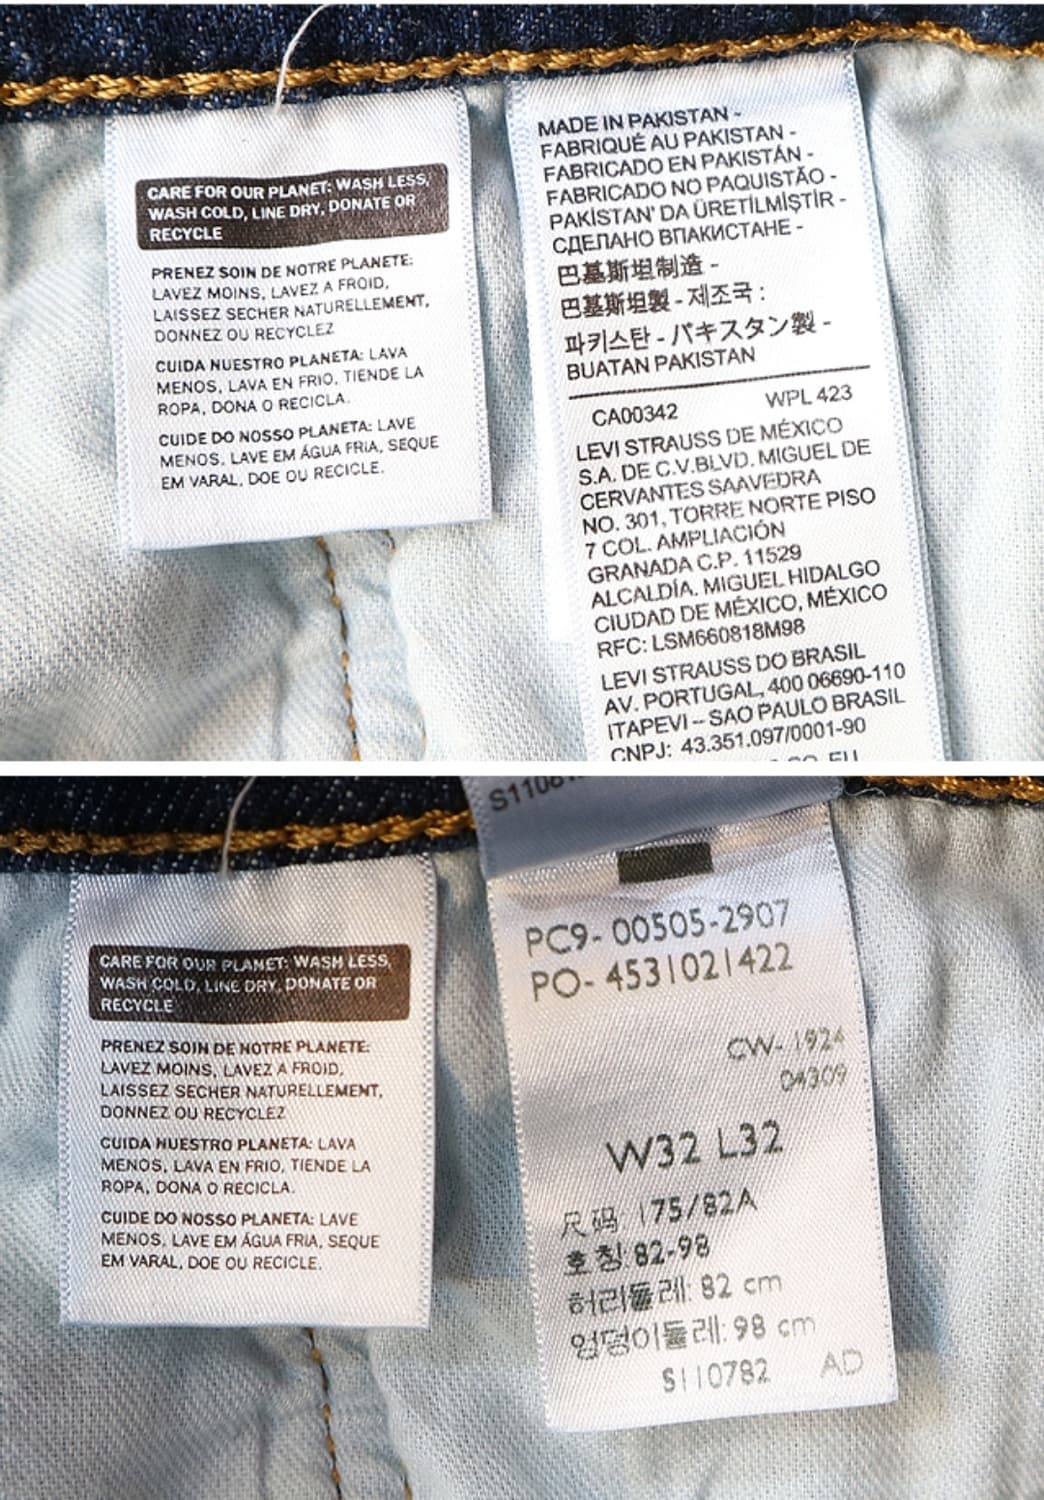 CARE FOR OUR PLANET: WASH LESS,
WASH COLD, LINE DRY, DONATE OR
RECYCLE
PRENEZ SOIN DE NOTRE PLANETE:
LAVEZ MOINS, LAVEZ A FROID,
LAISSEZ SECHER NATURELLEMENT,
DONNEZ OU RECYCLEZ
CUIDA NUESTRO PLANETA: LAVA
MENOS, LAVA EN FRIO, TIENDE LA
ROPA, DONA O RECICLA.
CUIDE DO NOSSO PLANETA: LAVE
MENOS, LAVE EM ÁGUA FRIA, SEQUE
EM VARAL, DOE OU RECICLE.
MADE IN PAKISTAN -
FABRIQUÉ AU PAKISTAN -
FABRICADO EN PAKISTÁN -
FABRICADO NO PAQUISTÃO -
PAKİSTAN' DA ÜRETİLMİŞTİR -
СДЕЛАНО ВПАКИСТАНЕ -
巴基斯坦制造 -
巴基斯坦製 - 제조국 :
파키스탄 - パキスタン製 -
BUATAN PAKISTAN
CA00342 WPL 423
LEVI STRAUSS DE MÉXICO
S.A. DE C.V.BLVD. MIGUEL DE
CERVANTES SAAVEDRA
NO. 301, TORRE NORTE PISO
7 COL. AMPLIACIÓN
GRANADA C.P. 11529
ALCALDÍA. MIGUEL HIDALGO
CIUDAD DE MÉXICO, MÉXICO
RFC: LSM660818M98
LEVI STRAUSS DO BRASIL
AV. PORTUGAL, 400 06690-110
ITAPEVI – SAO PAULO BRASIL
CNPJ: 43.351.097/0001-90
CARE FOR OUR PLANET: WASH LESS,
WASH COLD, LINE DRY, DONATE OR
RECYCLE
PRENEZ SOIN DE NOTRE PLANETE:
LAVEZ MOINS, LAVEZ A FROID,
LAISSEZ SECHER NATURELLEMENT,
DONNEZ OU RECYCLEZ
CUIDA NUESTRO PLANETA: LAVA
MENOS, LAVA EN FRIO, TIENDE LA
ROPA, DONA O RECICLA.
CUIDE DO NOSSO PLANETA: LAVE
MENOS, LAVE EM ÁGUA FRIA, SEQUE
EM VARAL, DOE OU RECICLE.
PC9- 00505-2907
PO- 4531021422
CW- 1924
04309
W32 L32
尺码 175/82A
호칭 82-98
허리둘레: 82 cm
엉덩이둘레: 98 cm
S110782 AD